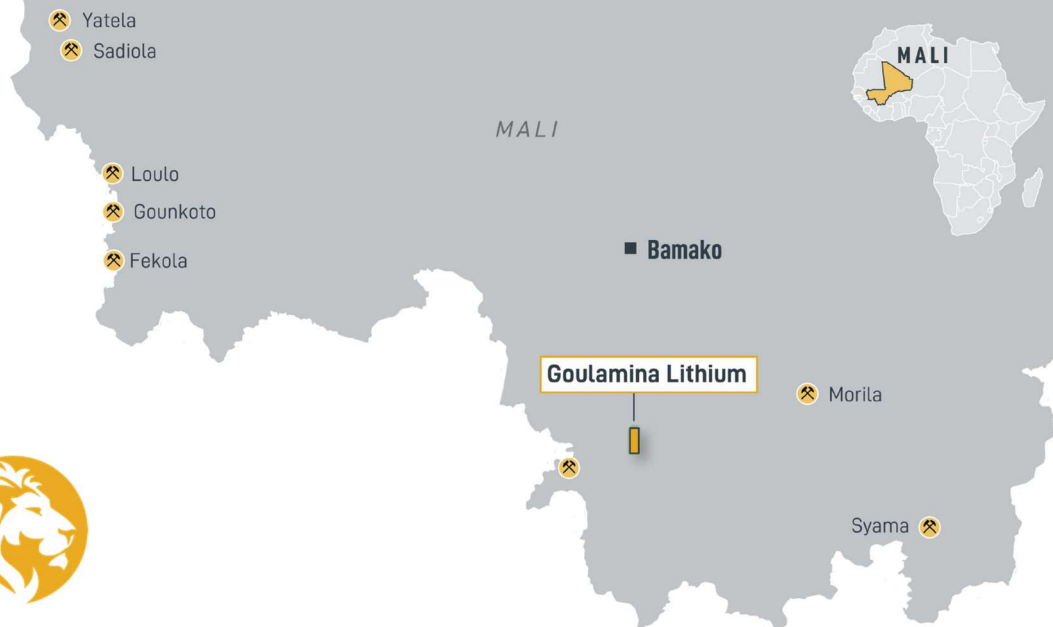 Yatela
Sadiola
MALI
MALI
Loulo
Gounkoto
Fekola
Bamako
Goulamina Lithium
Morila
Syama